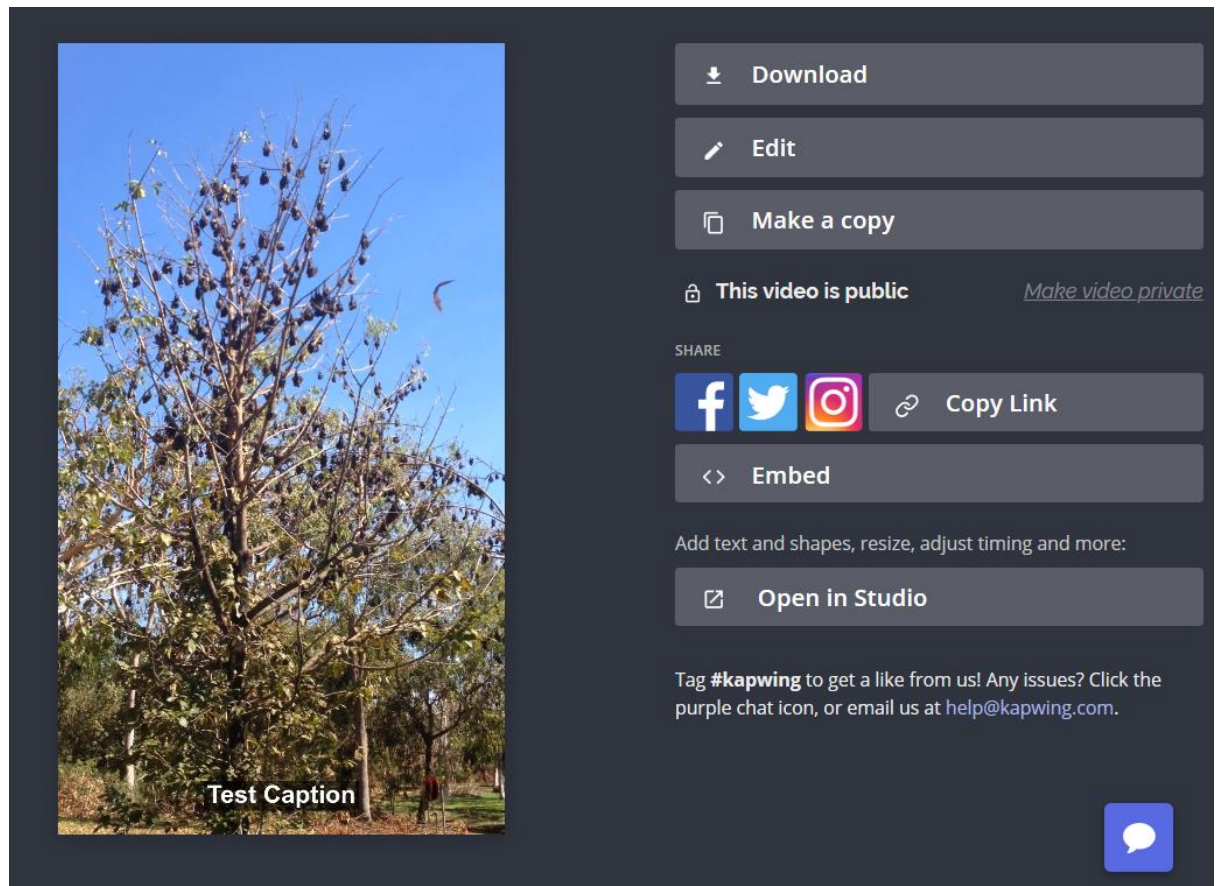 Download
Edit
Make a copy
This video is public Make video private
SHARE
Copy Link
<> Embed
Add text and shapes, resize, adjust timing and more:
Open in Studio
Tag #kapwing to get a like from us! Any issues? Click the
purple chat icon, or email us at help@kapwing.com.
Test Caption